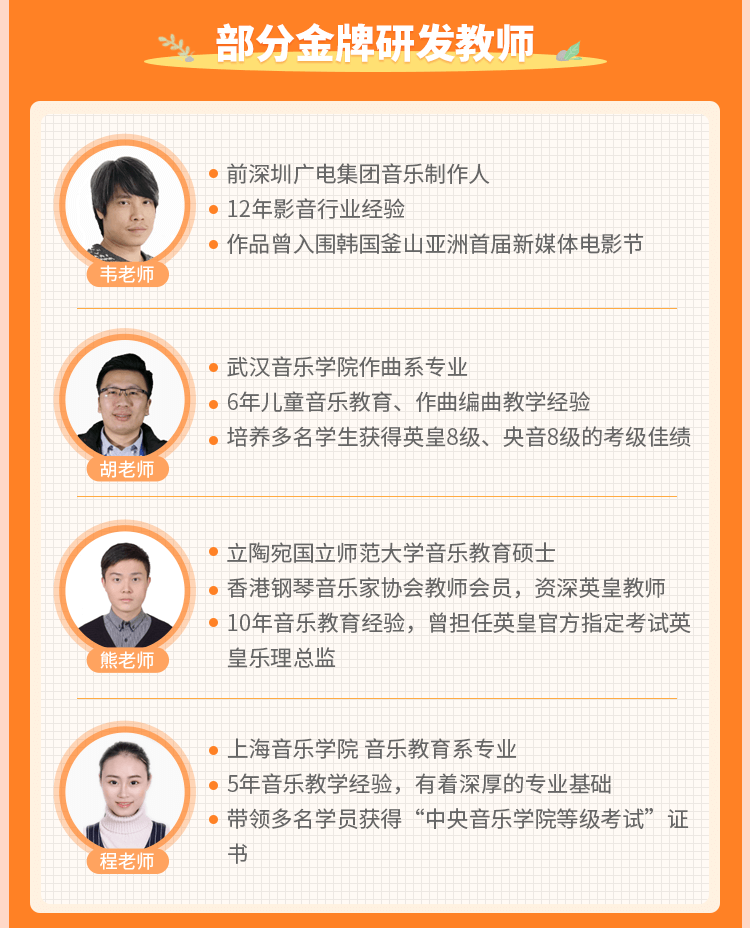 部分金牌研发教师
前深圳广电集团音乐制作人
12年影音行业经验
作品曾入围韩国釜山亚洲首届新媒体电影节
韦老师
武汉音乐学院作曲系专业
6年儿童音乐教育、作曲编曲教学经验
培养多名学生获得英皇8级、央音8级的考级佳绩
胡老师
立陶宛国立师范大学音乐教育硕士
香港钢琴音乐家协会教师会员，资深英皇教师
10年音乐教育经验，曾担任英皇官方指定考试英
皇乐理总监
熊老师
上海音乐学院 音乐教育系专业
5年音乐教学经验，有着深厚的专业基础
带领多名学员获得“中央音乐学院等级考试”证
书
程老师